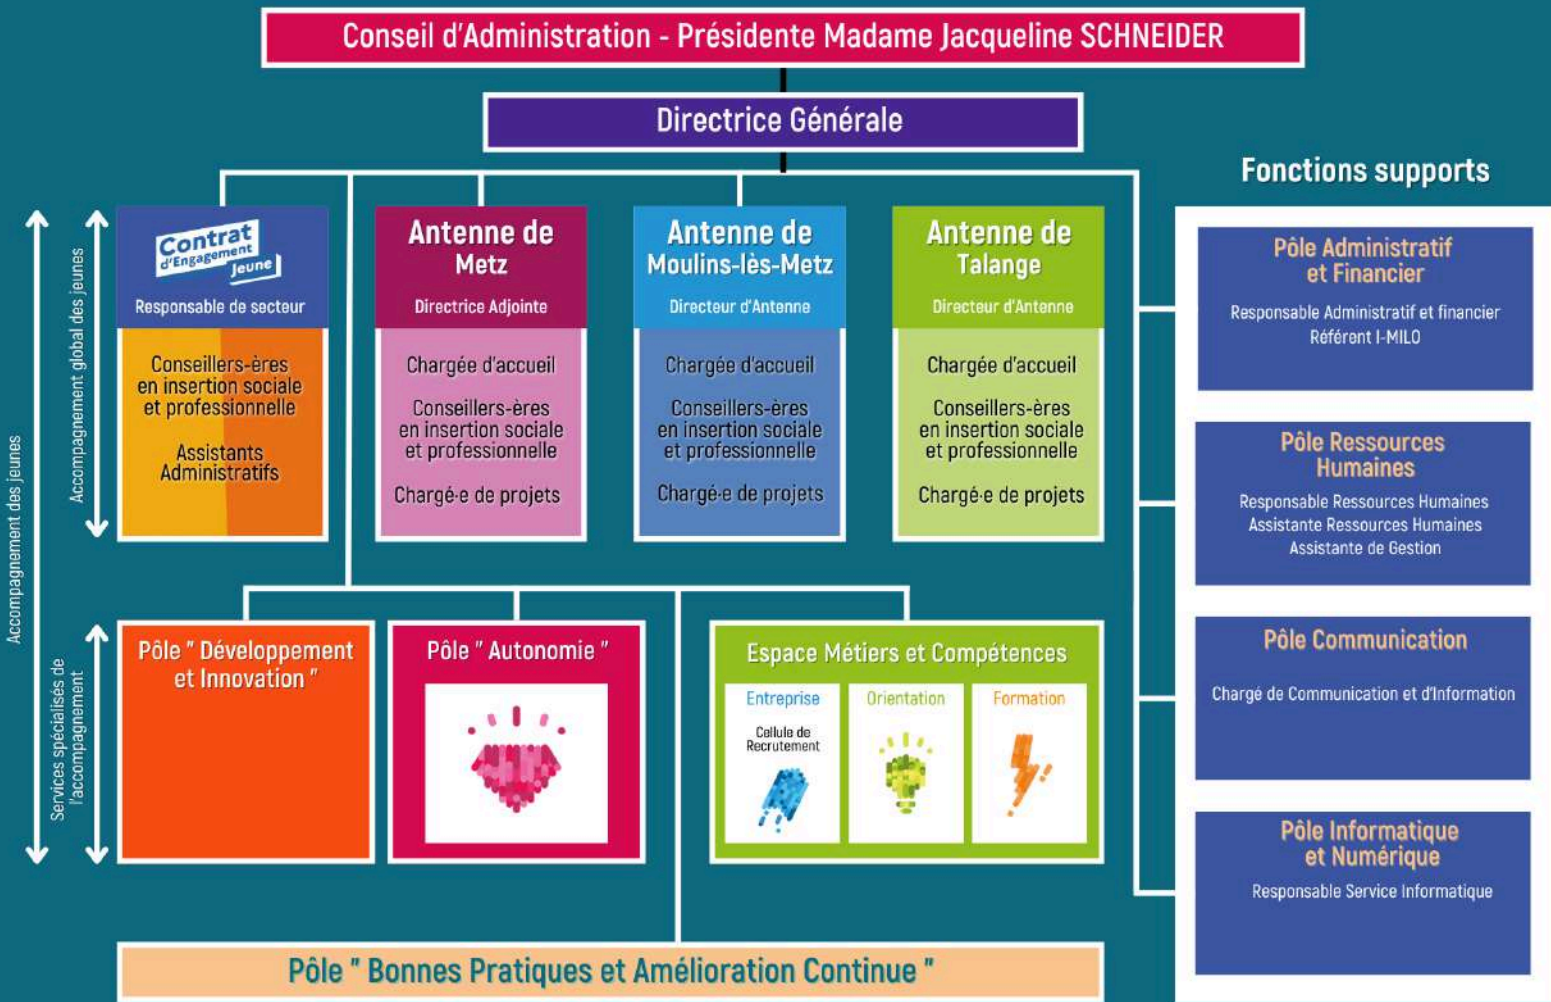 Conseil d'Administration - Présidente Madame Jacqueline SCHNEIDER
Directrice Générale
Fonctions supports
Accompagnement des jeunes
Accompagnement global des jeunes
Contrat
d'Engagement
Jeune
Responsable de secteur
Conseillers-ères
en insertion sociale
et professionnelle
Assistants
Administratifs
Antenne de
Metz
Directrice Adjointe
Chargée d'accueil
Conseillers-ères
en insertion sociale
et professionnelle
Chargé·e de projets
Antenne de
Moulins-lès-Metz
Directeur d'Antenne
Chargée d'accueil
Conseillers-ères
en insertion sociale
et professionnelle
Chargé·e de projets
Antenne de
Talange
Directeur d'Antenne
Chargée d'accueil
Conseillers-ères
en insertion sociale
et professionnelle
Chargé·e de projets
Services spécialisés de
l'accompagnement
Pôle " Développement
et Innovation "
Pôle " Autonomie "
Espace Métiers et Compétences
Entreprise
Cellule de
Recrutement
Orientation
Formation
Pôle " Bonnes Pratiques et Amélioration Continue "
Pôle Administratif
et Financier
Responsable Administratif et financier
Référent I-MILO
Pôle Ressources
Humaines
Responsable Ressources Humaines
Assistante Ressources Humaines
Assistante de Gestion
Pôle Communication
Chargé de Communication et d'Information
Pôle Informatique
et Numérique
Responsable Service Informatique